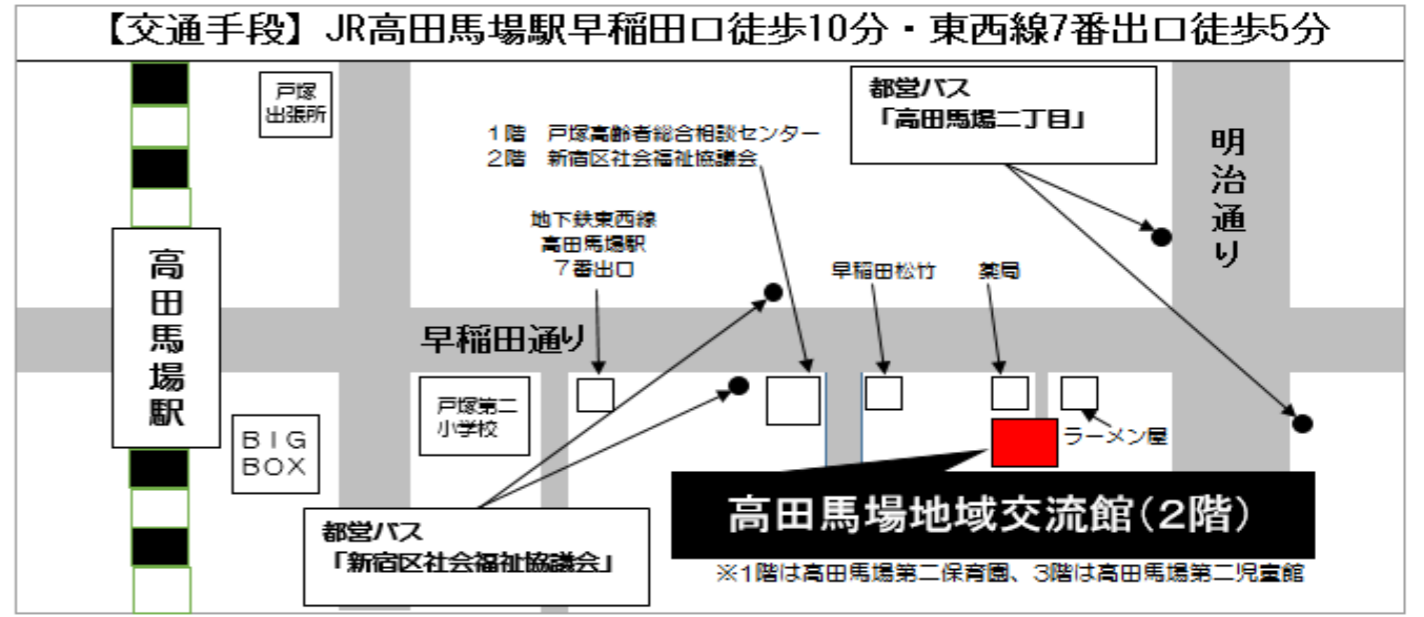 【交通手段】JR高田馬場駅早稲田口徒歩10分・東西線7番出口徒歩5分
戸塚
出張所
都営バス
「高田馬場二丁目」
1階　戸塚高齢者総合相談センター
2階　新宿区社会福祉協議会
明治通り
地下鉄東西線
高田馬場駅
7番出口
早稲田松竹
薬局
高田馬場駅
早稲田通り
戸塚第二
小学校
BIG
BOX
ラーメン屋
高田馬場地域交流館(2階)
都営バス
「新宿区社会福祉協議会」
※1階は高田馬場第二保育園、3階は高田馬場第二児童館